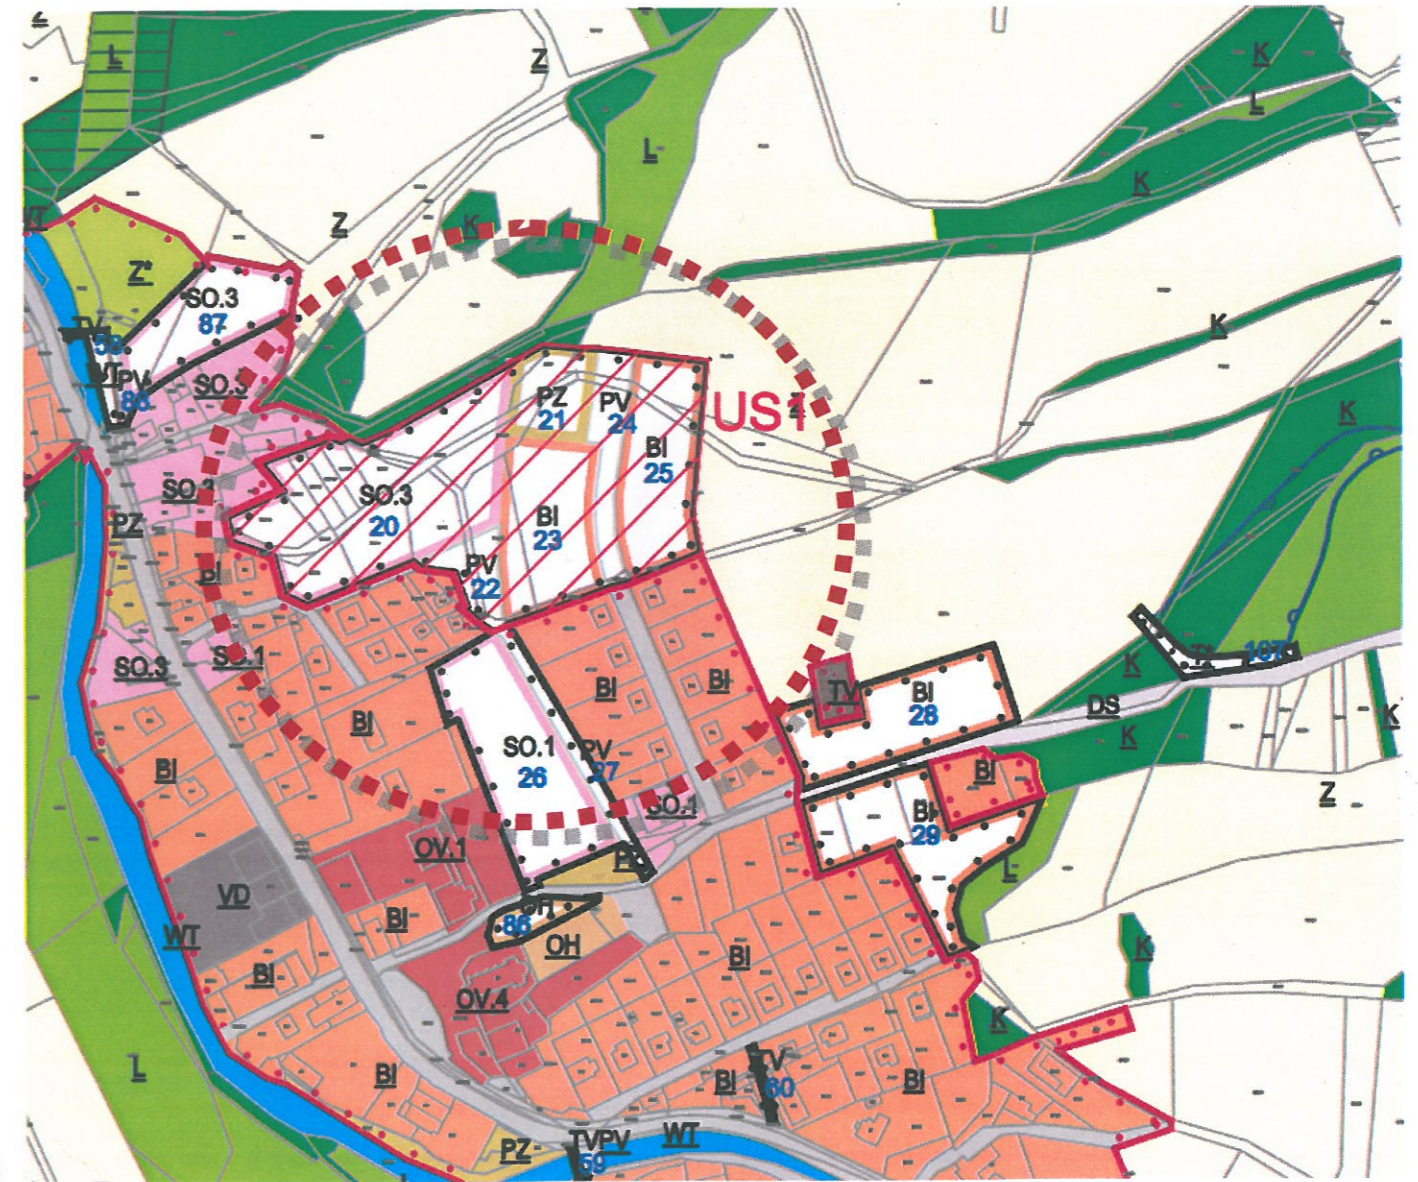 Z
L
Z
K
L
L
K
WT
Z
K
Z*
SO.3
87
K
TV
58
WT
PV
88
SO.3
K
PZ
21
PV
24
US1
BI
25
SO.3
SO.3
20
BI
23
PZ
BI
PV
22
SO.3
SO.1
BI
BI
K
T*
107
TV
BI
28
DS
K
K
BI
SO.1
26
PV
27
BI
BI
Z
SO.1
BI
29
OV.1
PZ
L
VD
BI
86
OH
OH
WT
BI
BI
K
OV.4
K
L
BI
BI
TV
60
BI
PZ
TV
PV
59
WT